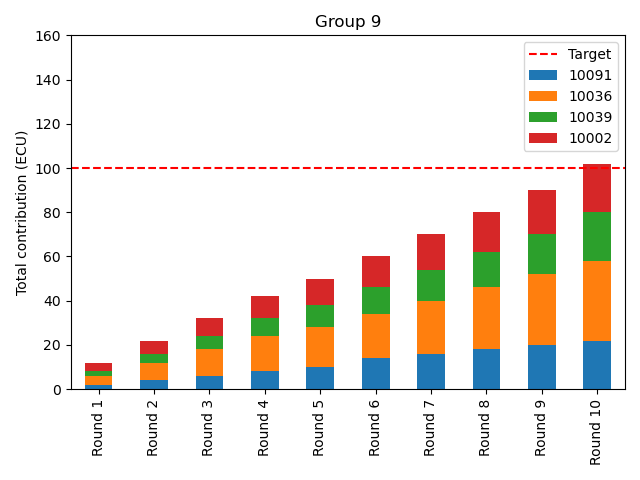 Group 9
Total contribution (ECU)
160
140
120
100
80
60
40
20
0
Target
10091
10036
10039
10002
Round 1
Round 2
Round 3
Round 4
Round 5
Round 6
Round 7
Round 8
Round 9
Round 10